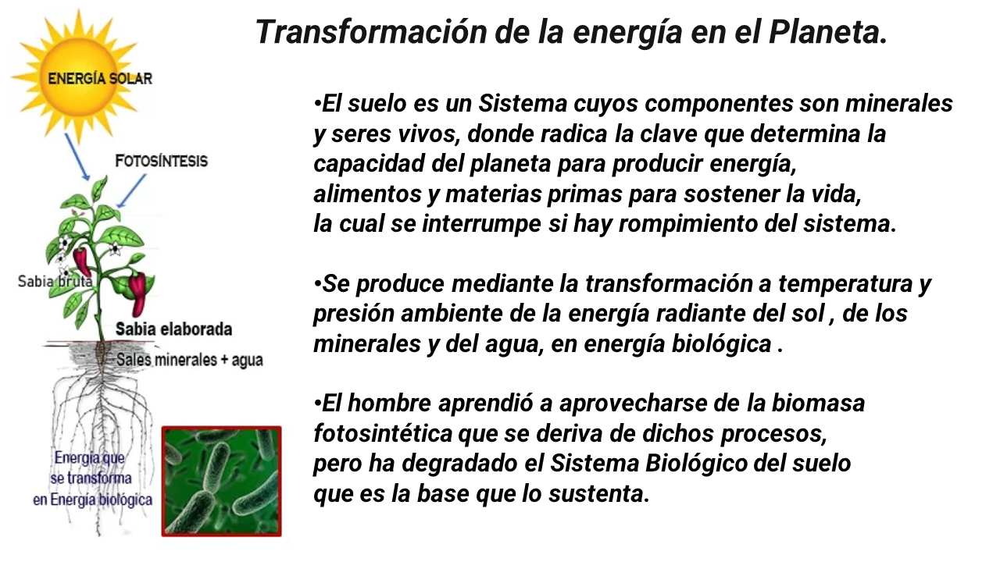 Transformación de la energía en el Planeta.
ENERGÍA SOLAR
FOTOSÍNTESIS
Sabia bruta
Sabia elaborada
Sales minerales + agua
Energía que
se transforma
en Energía biológica
•El suelo es un Sistema cuyos componentes son minerales
y seres vivos, donde radica la clave que determina la
capacidad del planeta para producir energía,
alimentos y materias primas para sostener la vida,
la cual se interrumpe si hay rompimiento del sistema.
•Se produce mediante la transformación a temperatura y
presión ambiente de la energía radiante del sol , de los
minerales y del agua, en energía biológica .
•El hombre aprendió a aprovecharse de la biomasa
fotosintética que se deriva de dichos procesos,
pero ha degradado el Sistema Biológico del suelo
que es la base que lo sustenta.